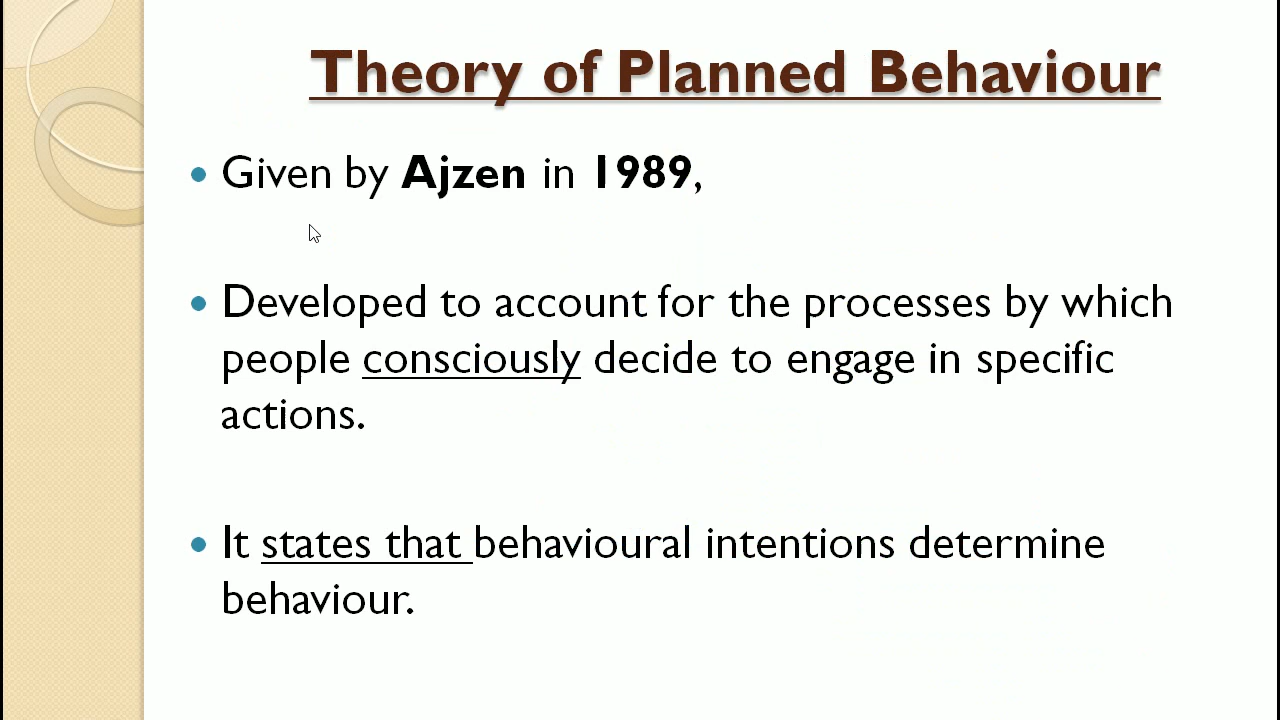 Theory of Planned Behaviour
• Given by Ajzen in 1989,
• Developed to account for the processes by which
people consciously decide to engage in specific
actions.
• It states that behavioural intentions determine
behaviour.